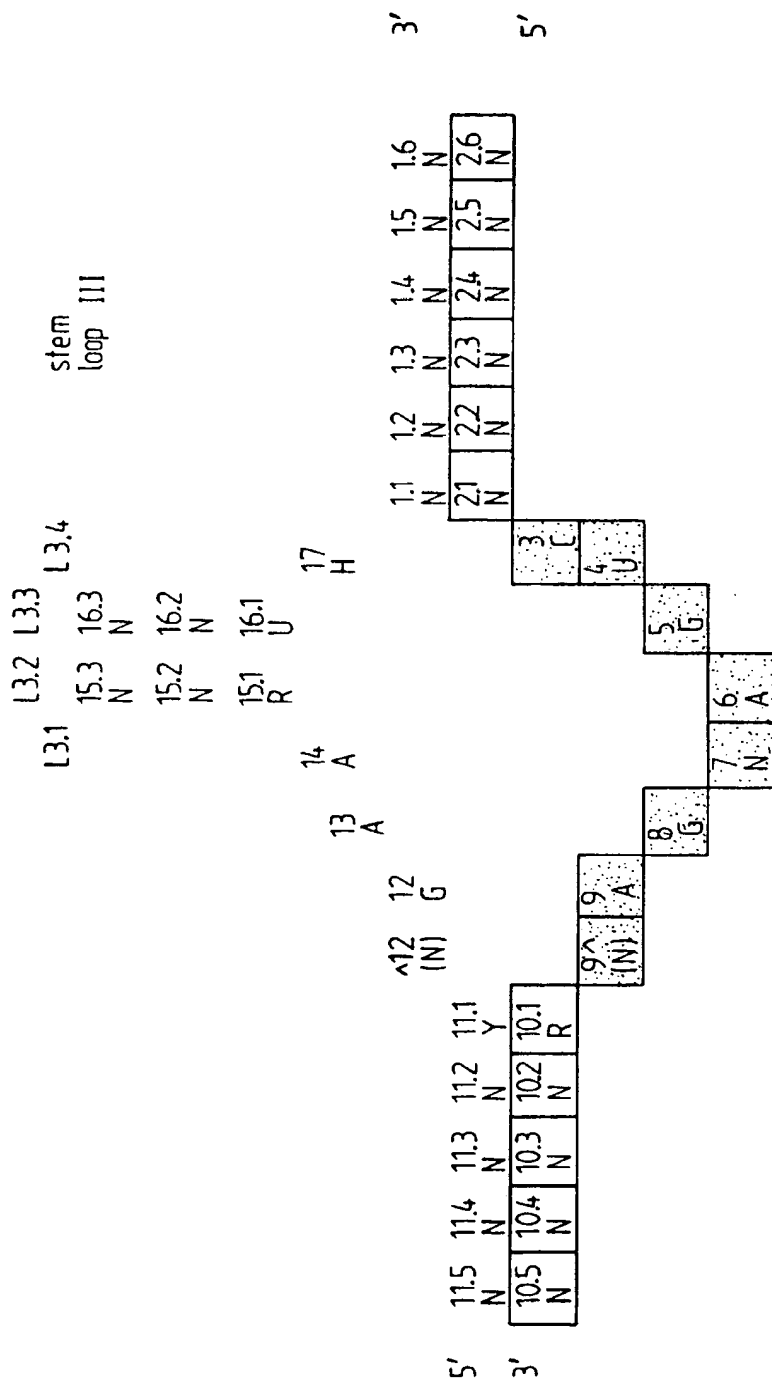 L3.2 L3.3
L3.1 L3.4
stem
loop III
15.3 16.3
N N
15.2 16.2
N N
15.1 16.1
R U
14 17
A H
13
A
^12 12
(N) G
1.1 1.2 1.3 1.4 1.5 1.6 3'
N N N N N N
2.1 2.2 2.3 2.4 2.5 2.6
N N N N N N
5'
5' 11.5 11.4 11.3 11.2 11.1
N N N N Y
3' 10.5 10.4 10.3 10.2 10.1
N N N N R
9^ 9
(N) A
8
G
7 6
N A
5
G
4
U
3
C